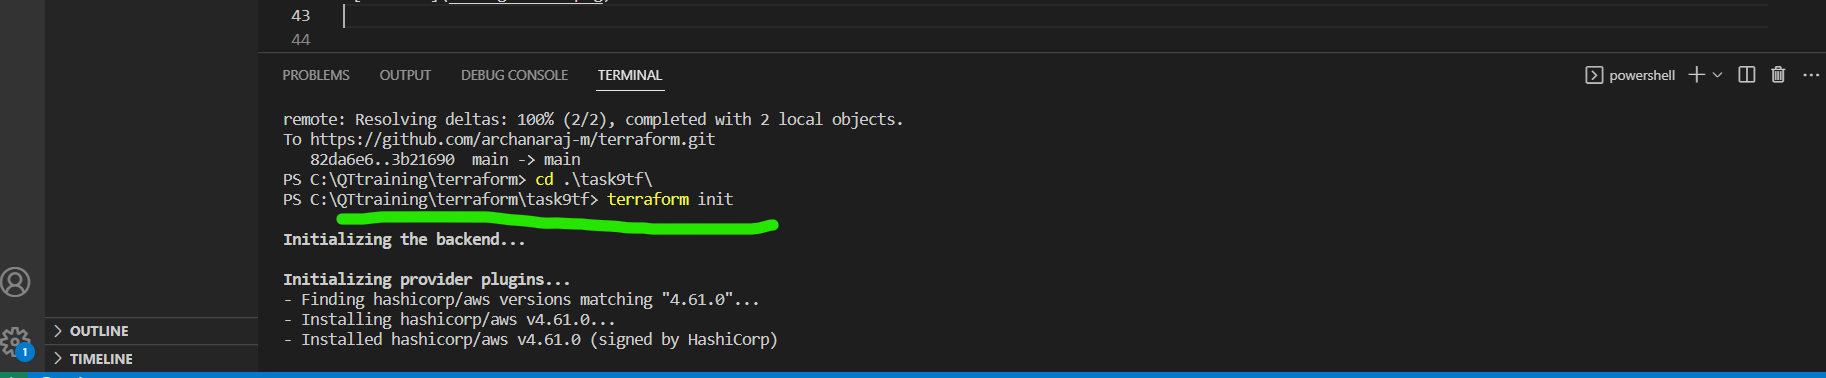 43
44
PROBLEMS OUTPUT DEBUG CONSOLE TERMINAL powershell
remote: Resolving deltas: 100% (2/2), completed with 2 local objects.
To https://github.com/archanaraj-m/terraform.git
82da6e6..3b21690 main -> main
PS C:\QTtraining\terraform> cd .\task9tf\
PS C:\QTtraining\terraform\task9tf> terraform init
Initializing the backend...
Initializing provider plugins...
- Finding hashicorp/aws versions matching "4.61.0"...
- Installing hashicorp/aws v4.61.0...
- Installed hashicorp/aws v4.61.0 (signed by HashiCorp)
OUTLINE
1
TIMELINE